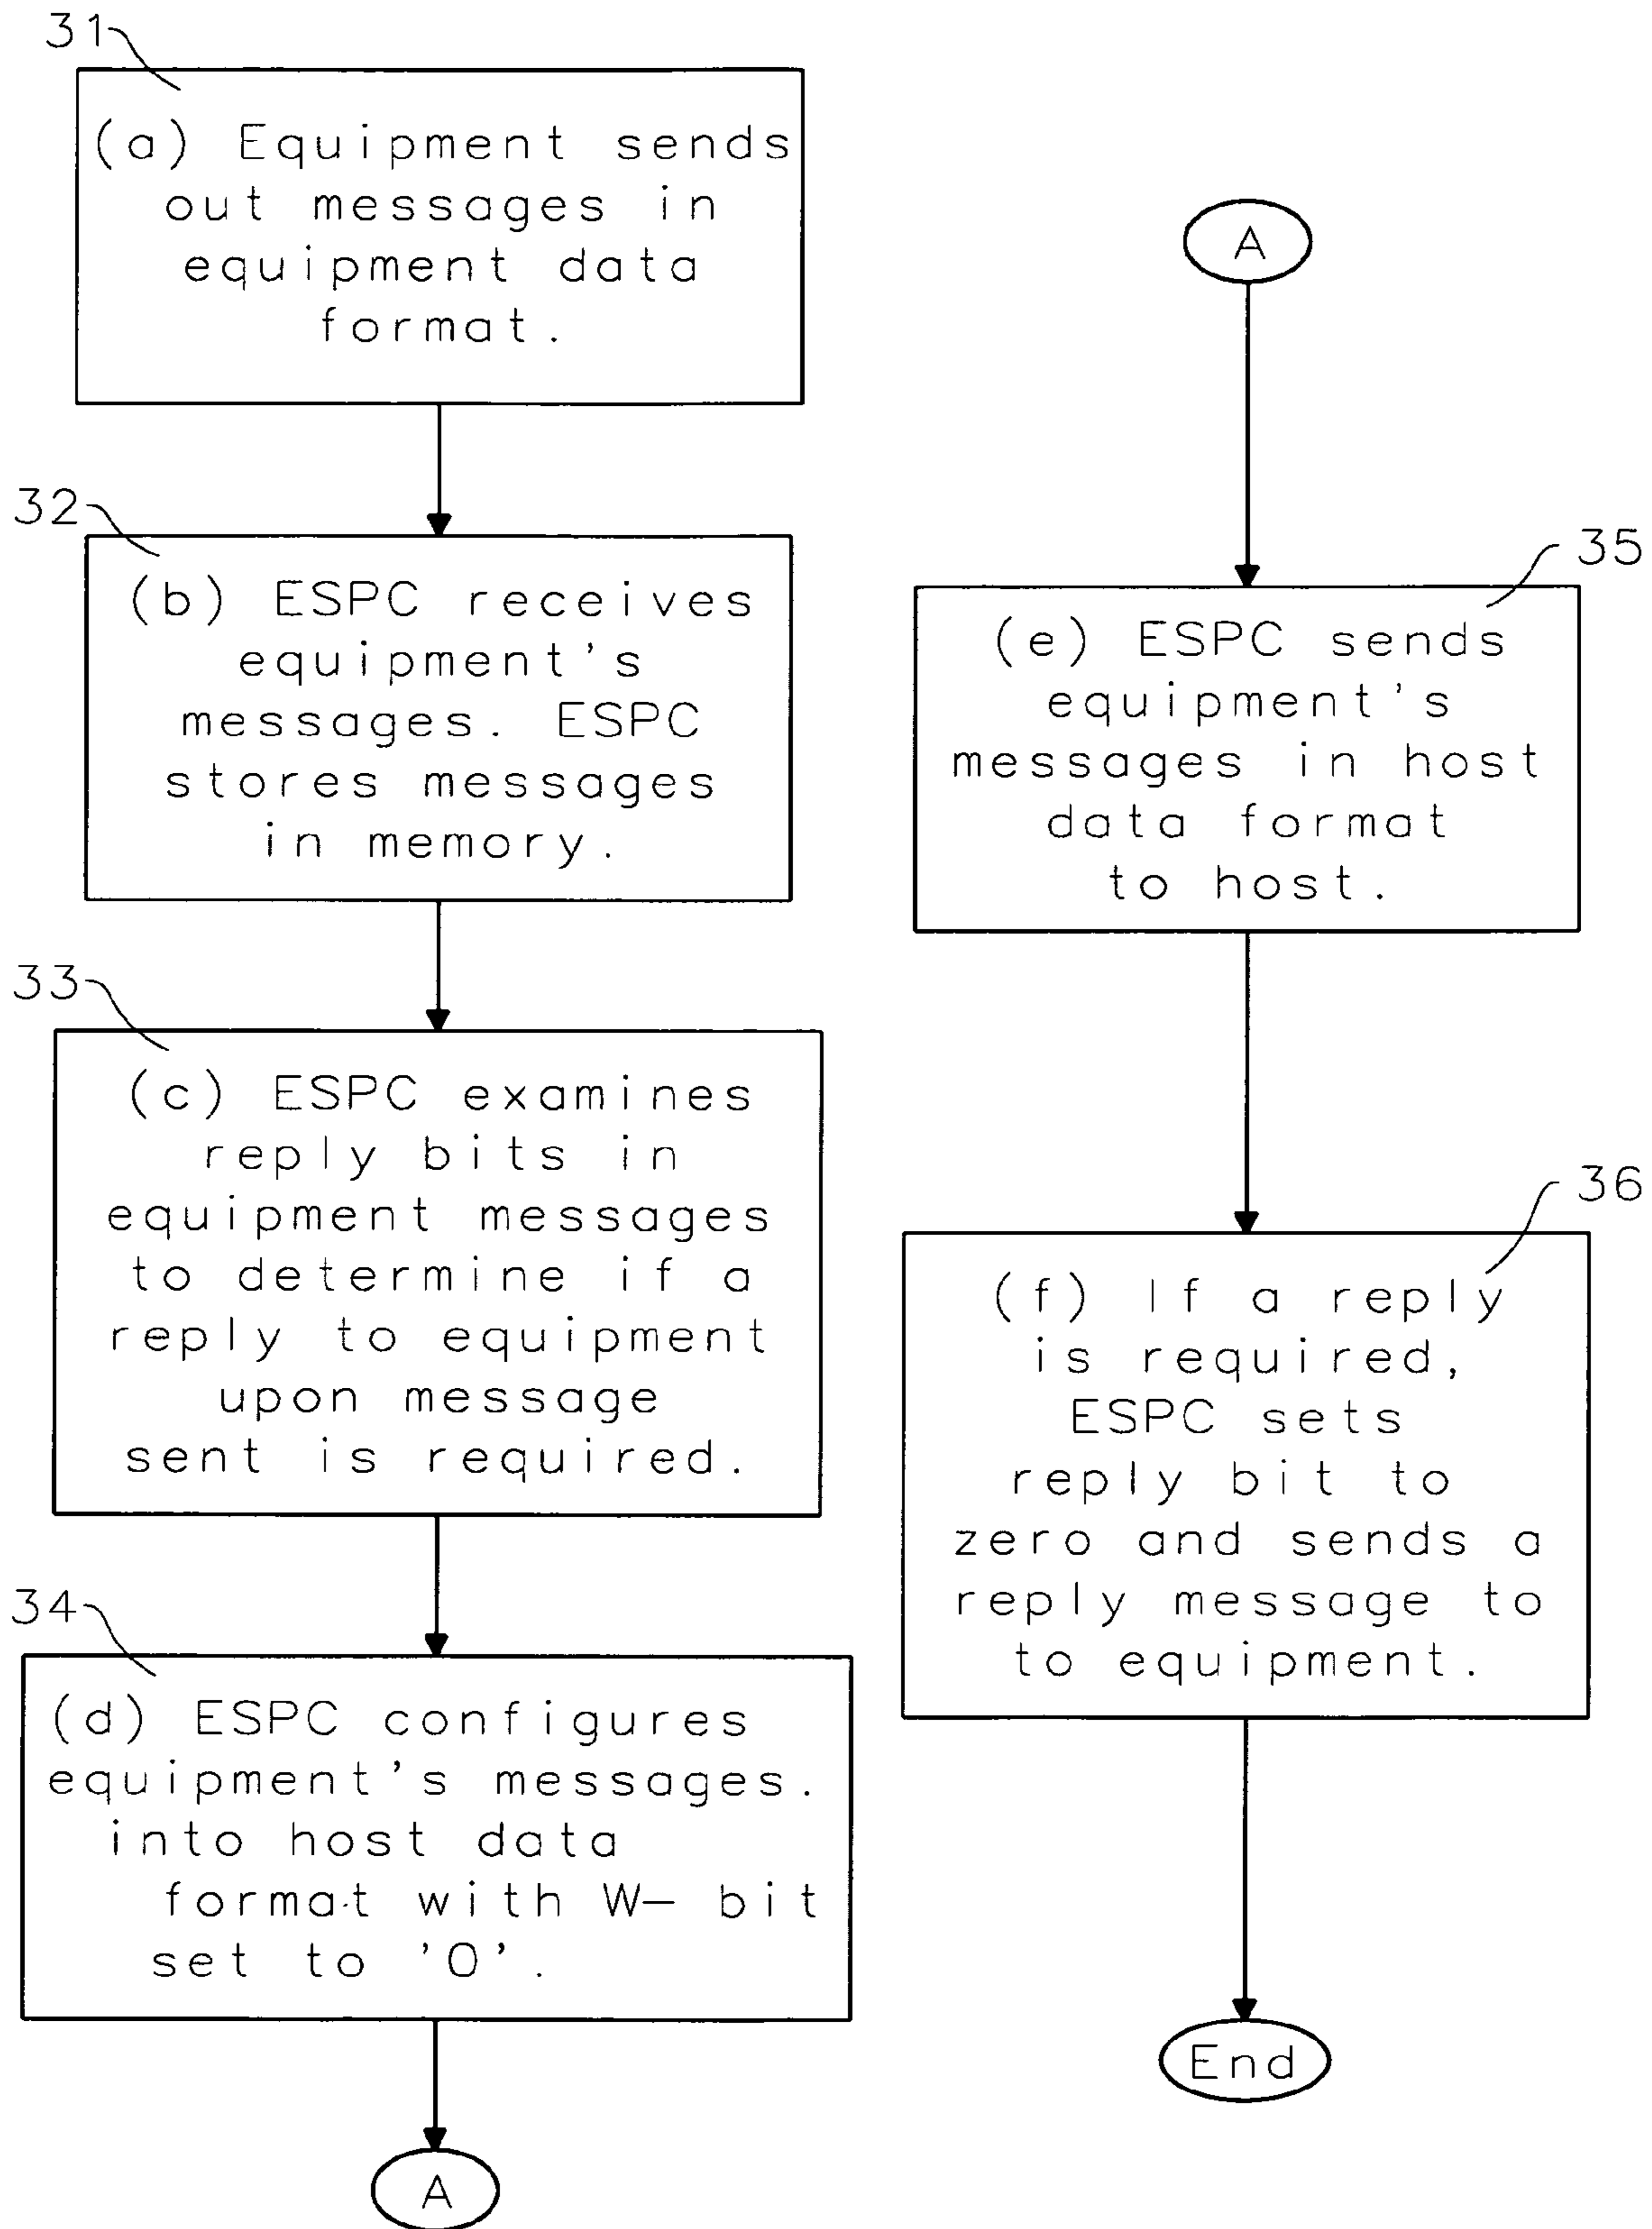 31
(a) Equipment sends
out messages in
equipment data
format.
32
(b) ESPC receives
equipment's
messages. ESPC
stores messages
in memory.
33
(c) ESPC examines
reply bits in
equipment messages
to determine if a
reply to equipment
upon message
sent is required.
34
(d) ESPC configures
equipment's messages.
into host data
format with W- bit
set to '0'.
A
A
35
(e) ESPC sends
equipment's
messages in host
data format
to host.
36
(f) If a reply
is required,
ESPC sets
reply bit to
zero and sends a
reply message to
to equipment.
End